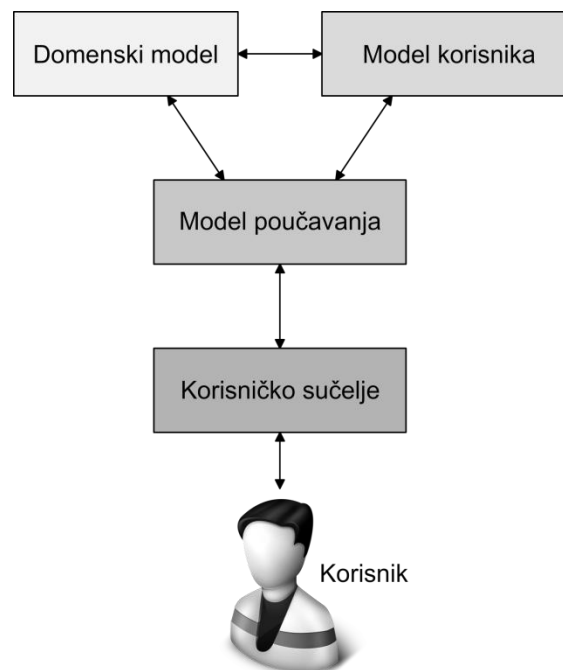 Domenski model
Model korisnika
Model poučavanja
Korisničko sučelje
Korisnik